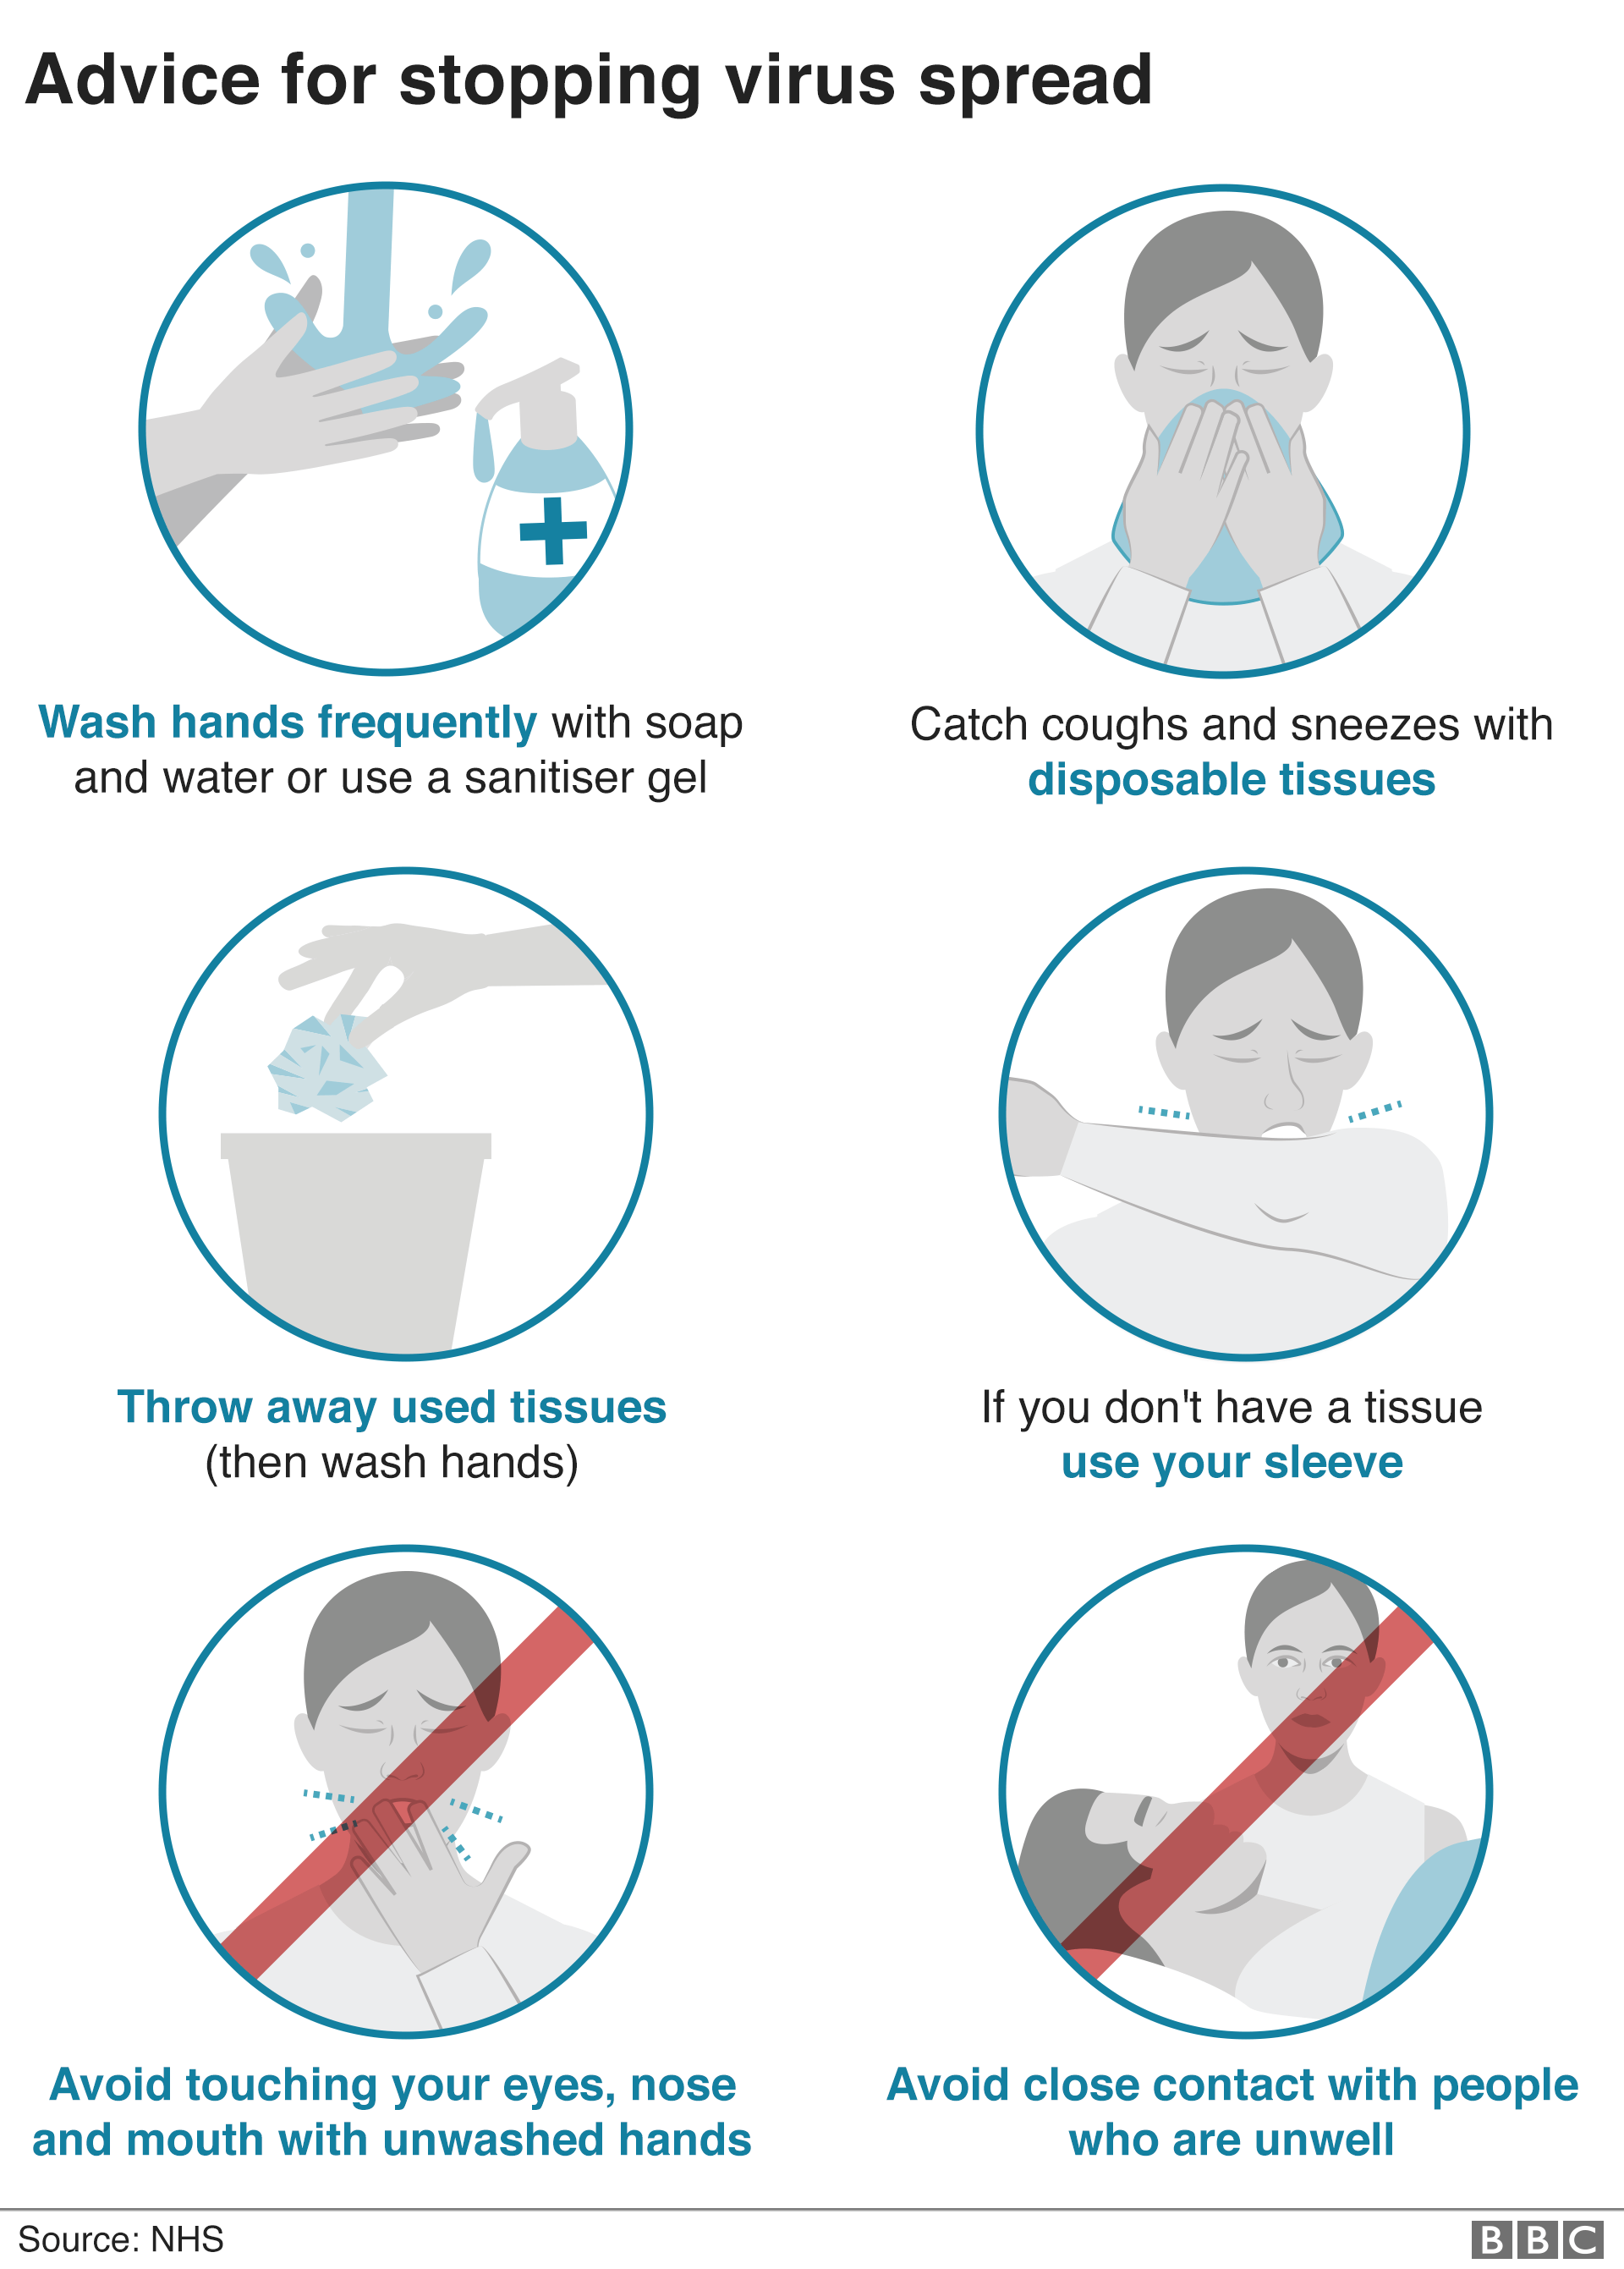 Advice for stopping virus spread
Wash hands frequently with soap
and water or use a sanitiser gel
Catch coughs and sneezes with
disposable tissues
Throw away used tissues
(then wash hands)
If you don't have a tissue
use your sleeve
Avoid touching your eyes, nose
and mouth with unwashed hands
Avoid close contact with people
who are unwell
Source: NHS
BBC